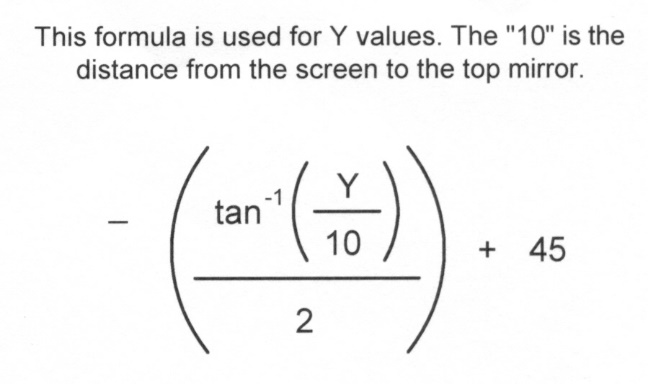 This formula is used for Y values. The "10" is the
distance from the screen to the top mirror.
− ( tan⁻¹ ( Y / 10 ) / 2 ) + 45